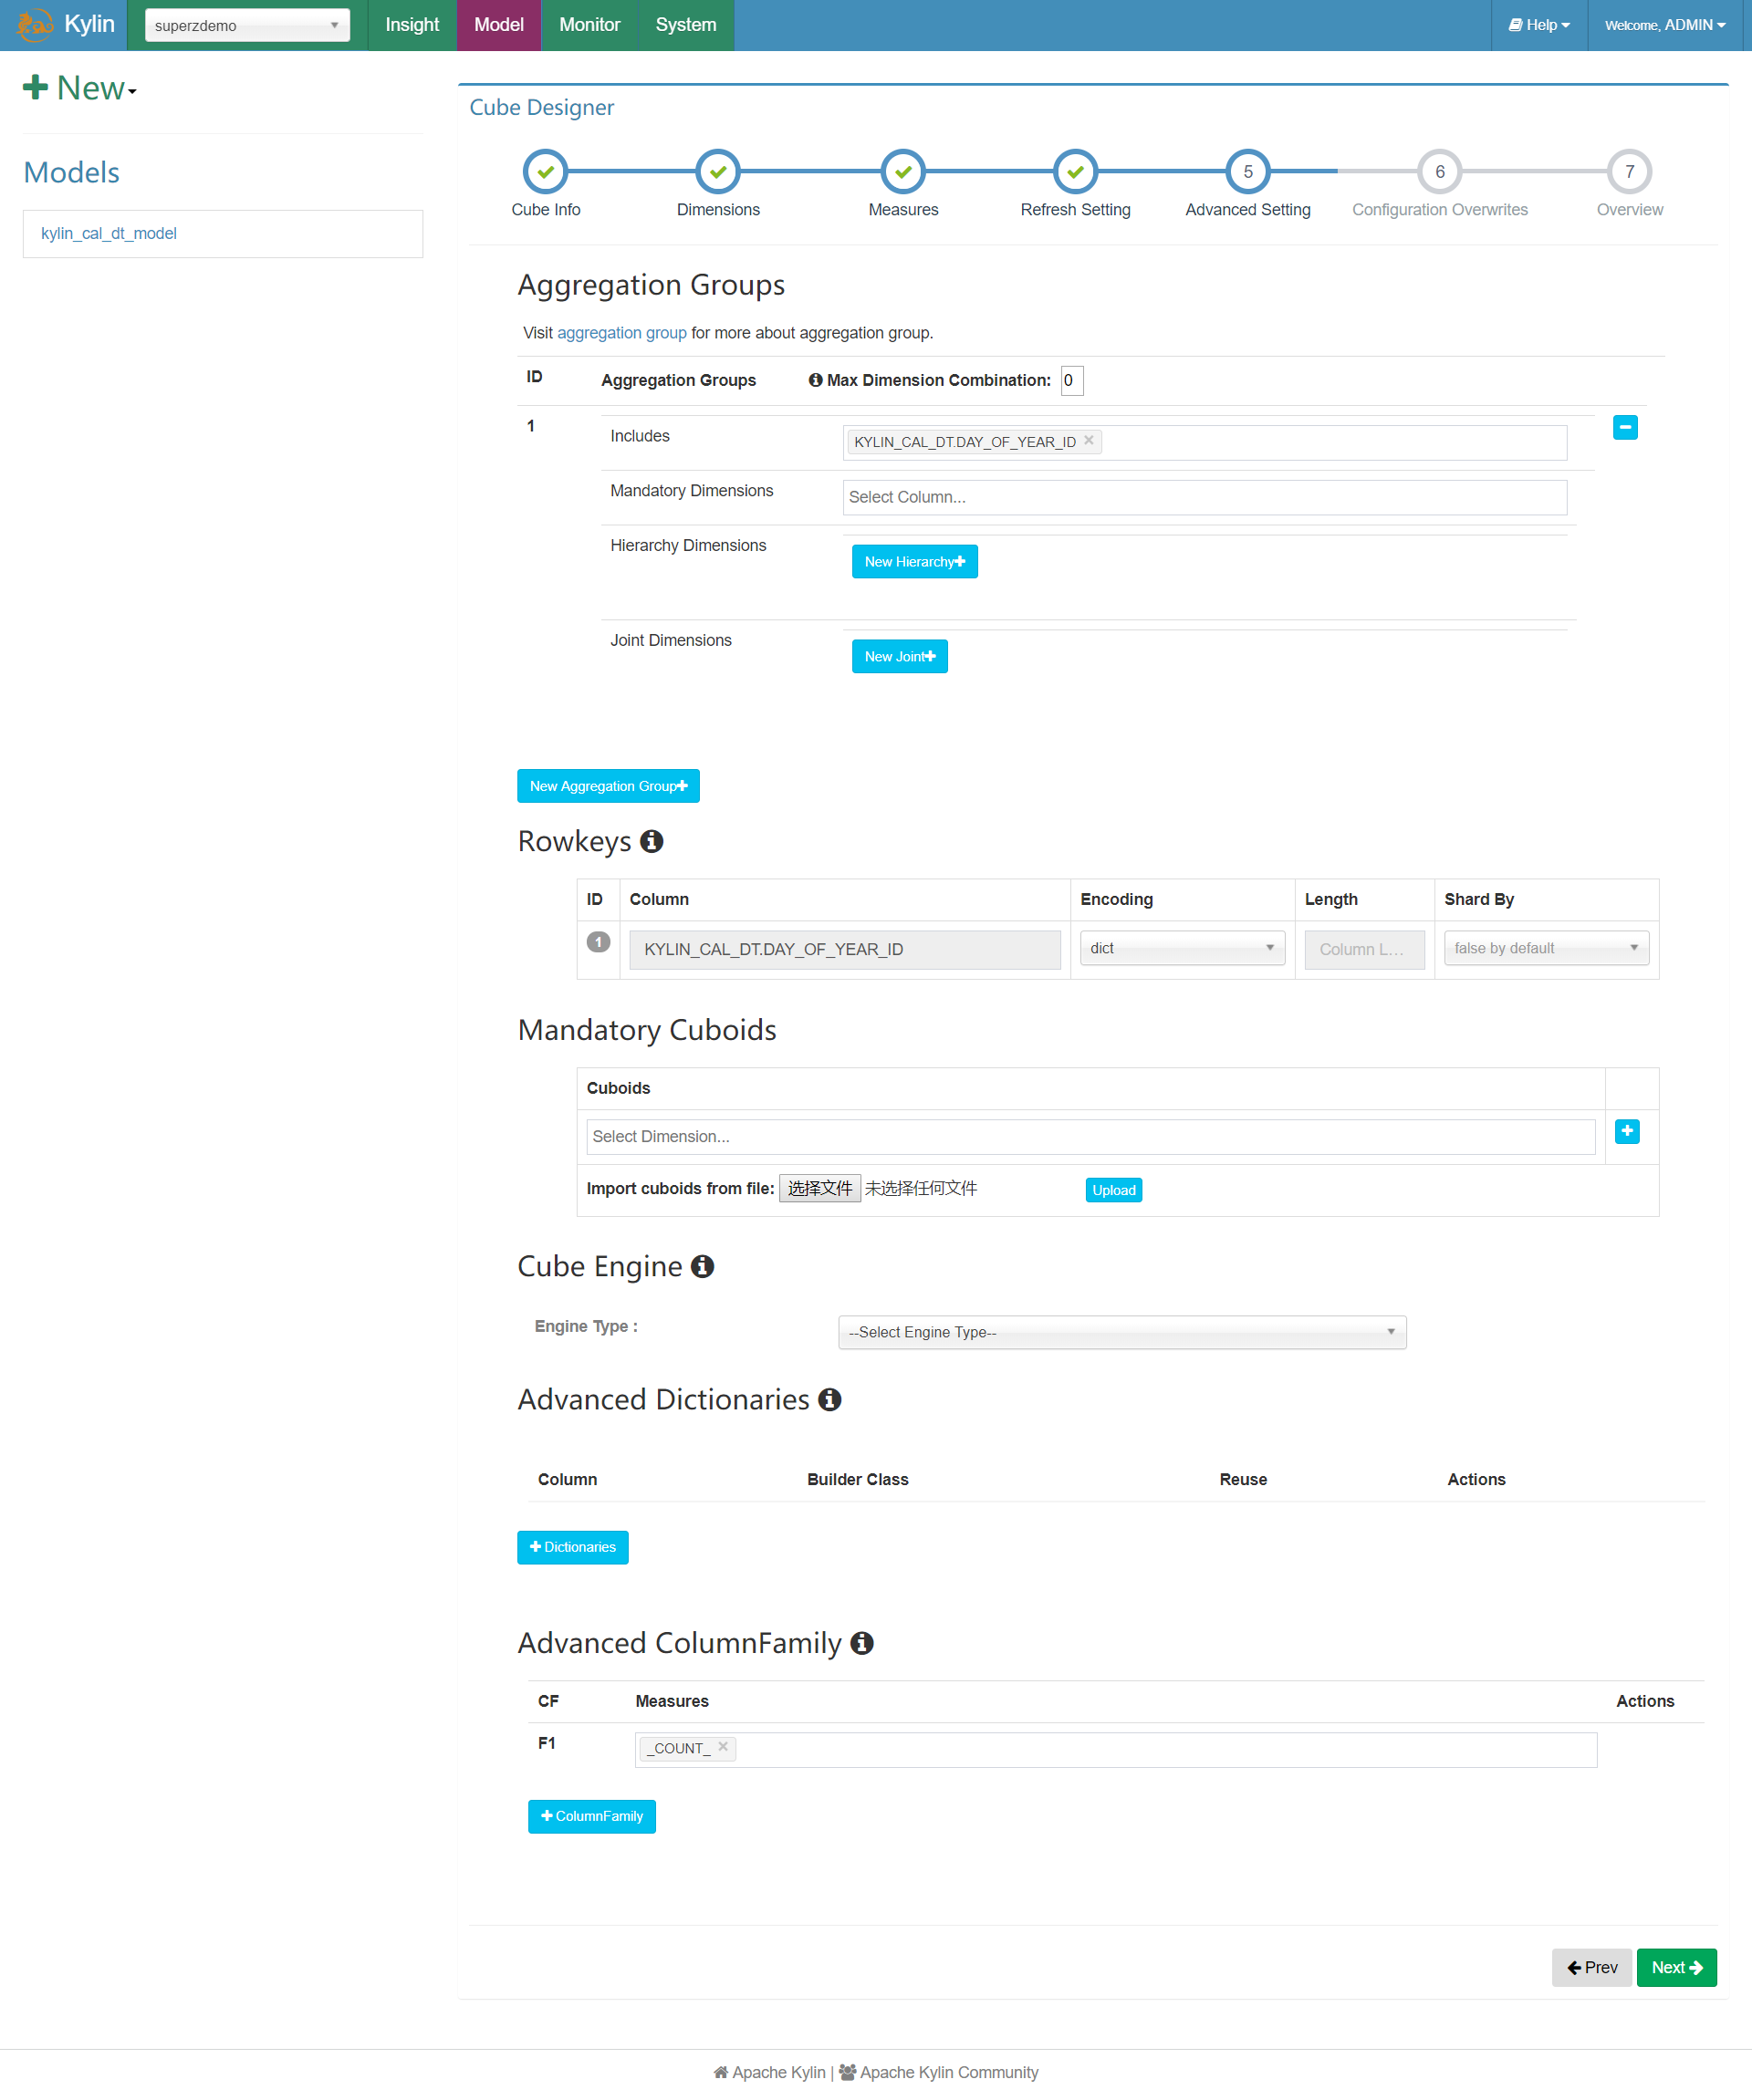 Kylin superzdemo Insight Model Monitor System Help Welcome, ADMIN
New
Models
kylin_cal_dt_model
Cube Designer
5 6 7
Cube Info Dimensions Measures Refresh Setting Advanced Setting Configuration Overwrites Overview
Aggregation Groups
Visit aggregation group for more about aggregation group.
ID Aggregation Groups Max Dimension Combination: 0
1 Includes KYLIN_CAL_DT.DAY_OF_YEAR_ID
Mandatory Dimensions Select Column...
Hierarchy Dimensions New Hierarchy
Joint Dimensions New Joint
New Aggregation Group
Rowkeys
ID Column Encoding Length Shard By
1 KYLIN_CAL_DT.DAY_OF_YEAR_ID dict Column L... false by default
Mandatory Cuboids
Cuboids
Select Dimension...
Import cuboids from file: 选择文件 未选择任何文件 Upload
Cube Engine
Engine Type : --Select Engine Type--
Advanced Dictionaries
Column Builder Class Reuse Actions
Dictionaries
Advanced ColumnFamily
CF Measures Actions
F1 _COUNT_
ColumnFamily
Prev Next
Apache Kylin | Apache Kylin Community